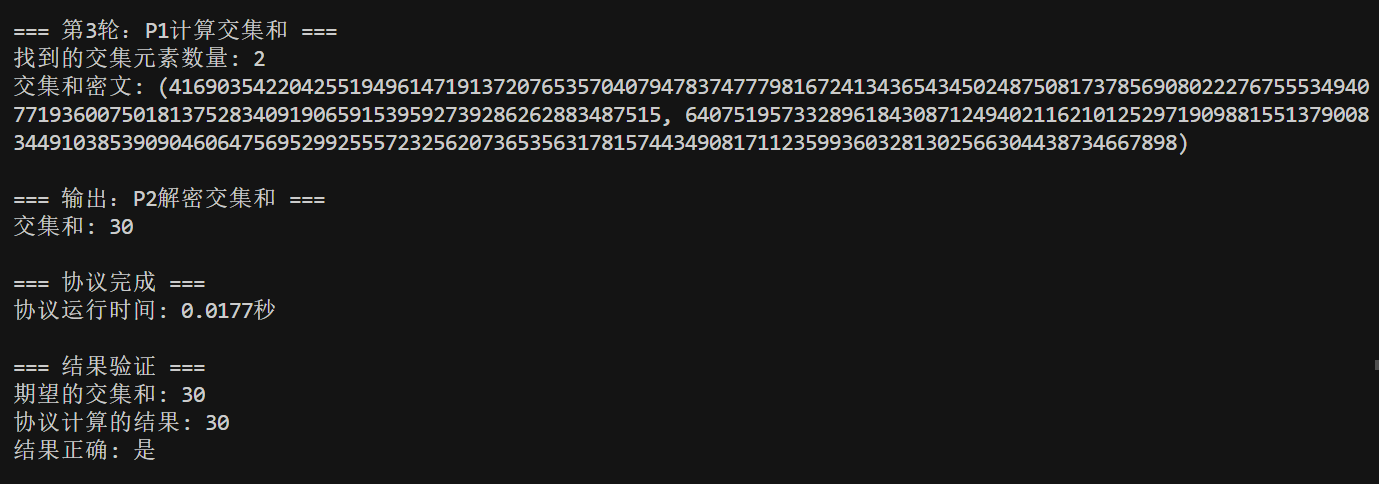 === 第3轮: P1计算交集和 ===
找到的交集元素数量: 2
交集和密文: (4169035422042551949614719137207653570407947837477798167241343654345024875081737856908022276755534940
771936007501813752834091906591539592739286262883487515, 6407519573328961843087124940211621012529719098815513790083
4491038539090460647569529925557232562073653563178157443490817112359936032813025663044387346678​98)
=== 输出: P2解密交集和 ===
交集和: 30
=== 协议完成 ===
协议运行时间: 0.0177秒
=== 结果验证 ===
期望的交集和: 30
协议计算的结果: 30
结果正确: 是